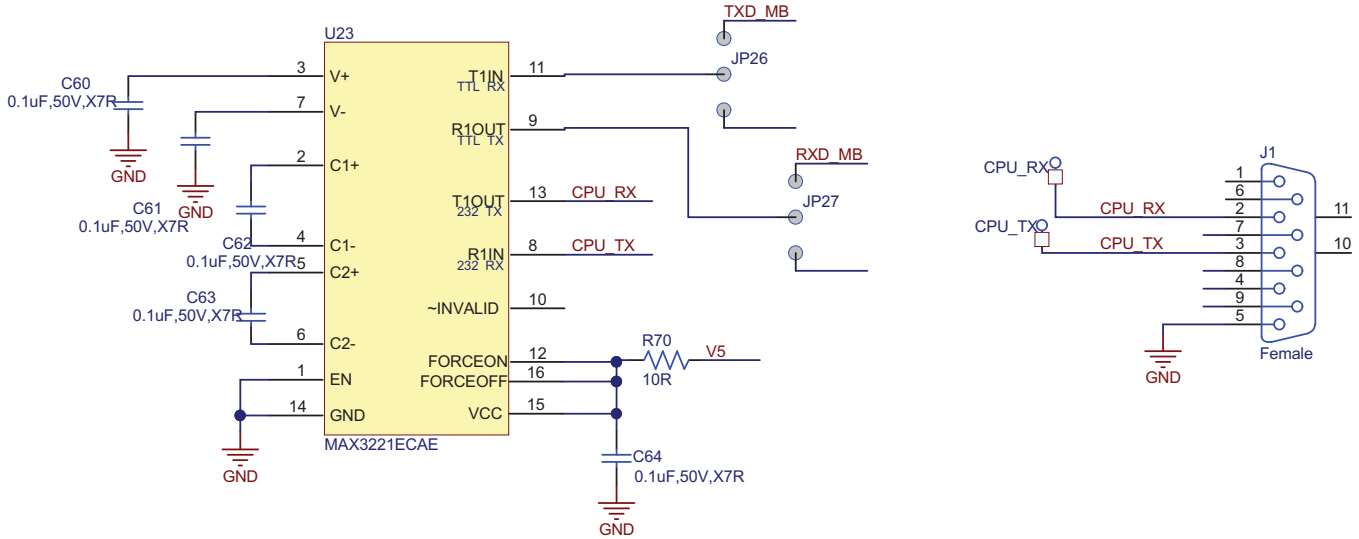 TXD_MB
U23
JP26
C60
0.1uF,50V,X7R
3
V+
T1IN
TTL RX
11
7
V-
R1OUT
TTL TX
9
GND
2
C1+
RXD_MB
J1
CPU_RX
1
6
GND
T1OUT
232 TX
13
CPU_RX
JP27
C61
0.1uF,50V,X7R
CPU_RX
2
11
CPU_TX
7
C62
0.1uF,50V,X7R
4
C1-
R1IN
232 RX
8
CPU_TX
CPU_TX
3
10
5
C2+
8
4
C63
0.1uF,50V,X7R
~INVALID
10
9
5
6
C2-
FORCEON
12
R70
10R
V5
Female
GND
1
EN
FORCEOFF
16
14
GND
VCC
15
MAX3221ECAE
GND
C64
0.1uF,50V,X7R
GND